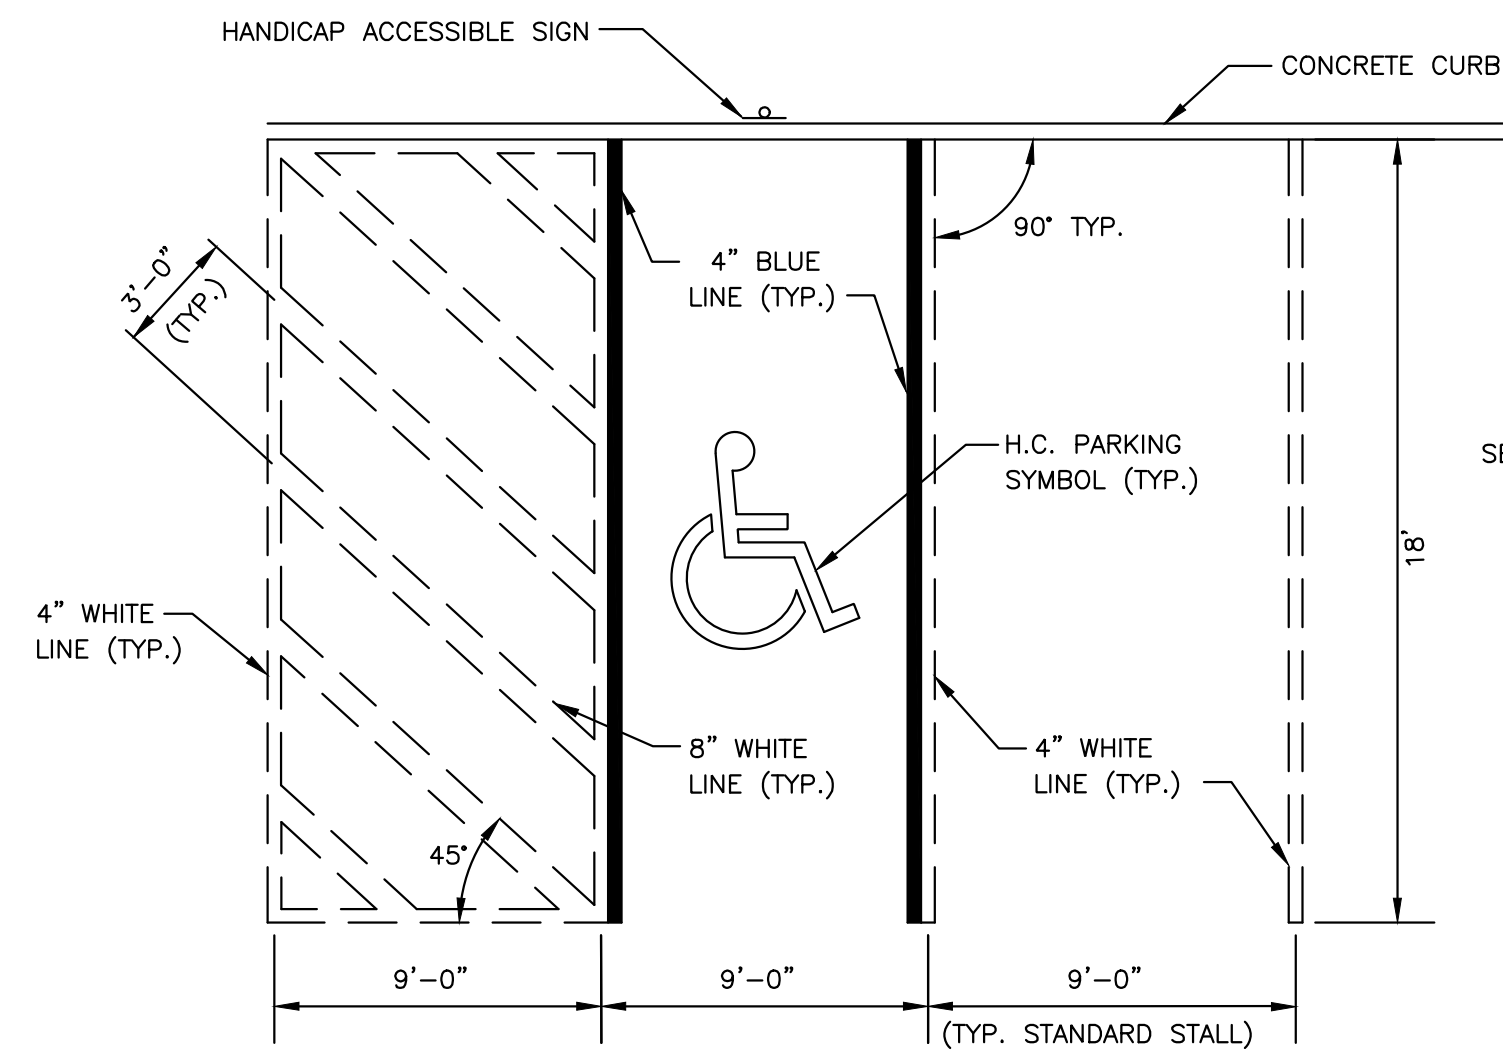 HANDICAP ACCESSIBLE SIGN
CONCRETE CURB
90° TYP.
3'-0"
(TYP.)
4" BLUE
LINE (TYP.)
H.C. PARKING
SYMBOL (TYP.)
SE
18'
4" WHITE
LINE (TYP.)
8" WHITE
LINE (TYP.)
4" WHITE
LINE (TYP.)
45°
9'-0"
9'-0"
9'-0"
(TYP. STANDARD STALL)